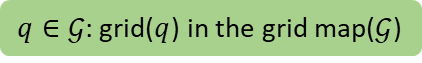 𝑞 ∈ 𝒢: grid(𝑞) in the grid map(𝒢)